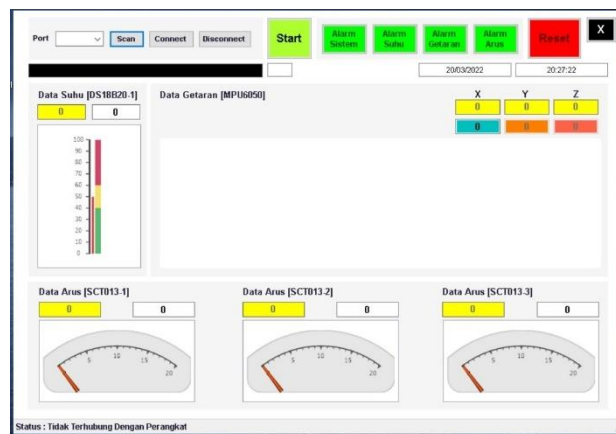 Port Scan Connect Disconnect Start Alarm Sistem Alarm Suhu Alarm Getaran Alarm Arus Reset X
20/03/2022 20:27:22
Data Suhu [DS18B20-1] Data Getaran [MPU6050] X Y Z
0 0 0 0 0
0 0 0
100
90
80
70
60
50
40
30
20
10
0
Data Arus [SCT013-1] Data Arus [SCT013-2] Data Arus [SCT013-3]
0 0 0 0 0 0
5 10 15 20 5 10 15 20 5 10 15 20
Status : Tidak Terhubung Dengan Perangkat